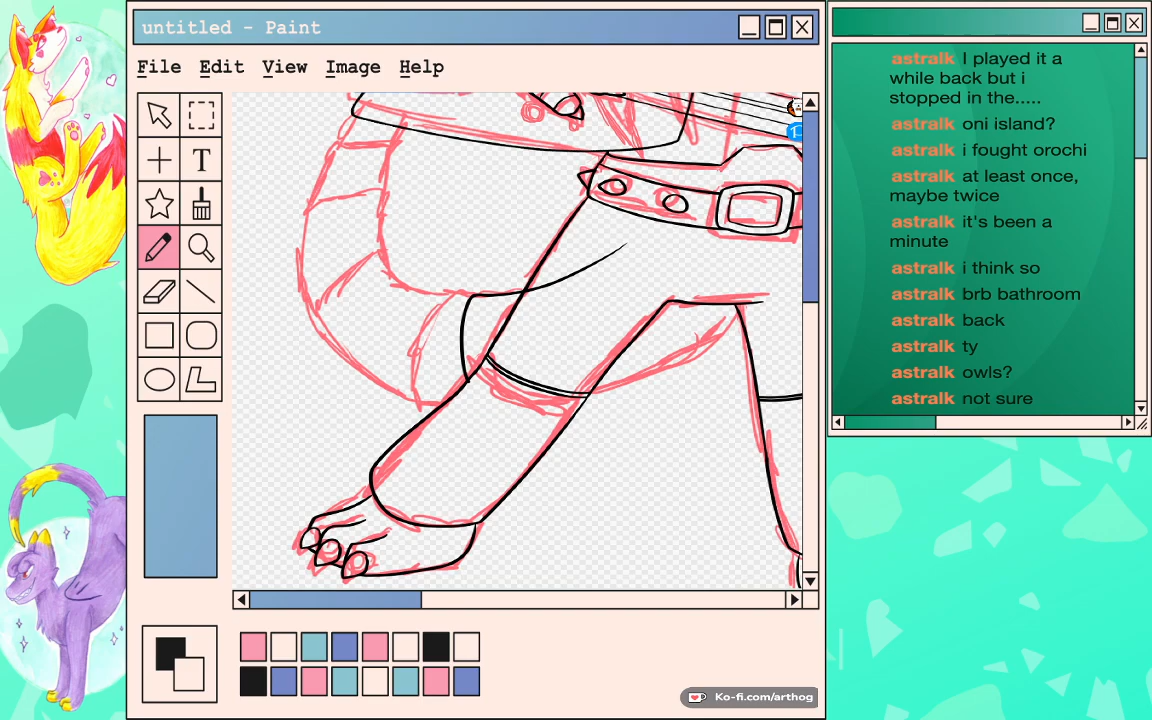 untitled - Paint
File Edit View Image Help
T
Ko-fi.com/arthog
astralk I played it a
while back but i
stopped in the.....
astralk oni island?
astralk i fought orochi
astralk at least once,
maybe twice
astralk it's been a
minute
astralk i think so
astralk brb bathroom
astralk back
astralk ty
astralk owls?
astralk not sure